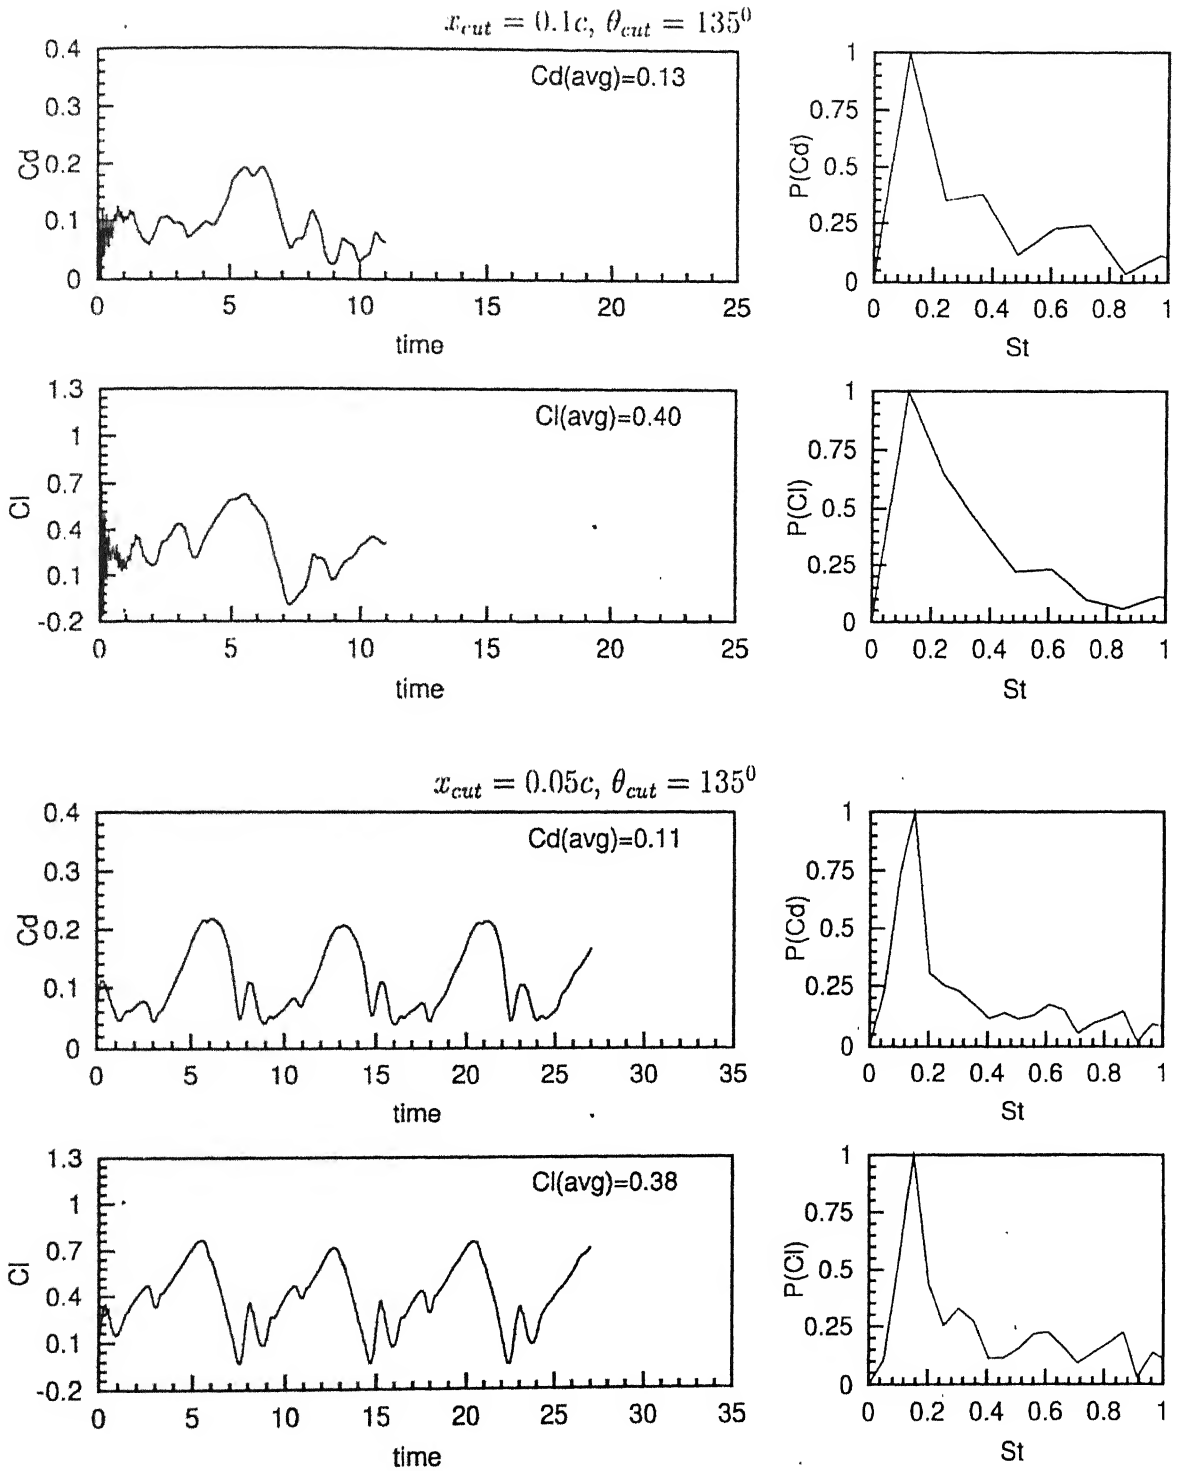 x_cut = 0.1c, θ_cut = 135⁰
Cd(avg)=0.13
0.4
0.3
0.2
0.1
0
Cd
0 5 10 15 20 25
time
1
0.75
0.5
0.25
0
P(Cd)
0 0.2 0.4 0.6 0.8 1
St
Cl(avg)=0.40
1.3
1
0.7
0.4
0.1
-0.2
Cl
0 5 10 15 20 25
time
1
0.75
0.5
0.25
0
P(Cl)
0 0.2 0.4 0.6 0.8 1
St
x_cut = 0.05c, θ_cut = 135⁰
Cd(avg)=0.11
0.4
0.3
0.2
0.1
0
Cd
0 5 10 15 20 25 30 35
time
1
0.75
0.5
0.25
0
P(Cd)
0 0.2 0.4 0.6 0.8 1
St
Cl(avg)=0.38
1.3
1
0.7
0.4
0.1
-0.2
Cl
0 5 10 15 20 25 30 35
time
1
0.75
0.5
0.25
0
P(Cl)
0 0.2 0.4 0.6 0.8 1
St